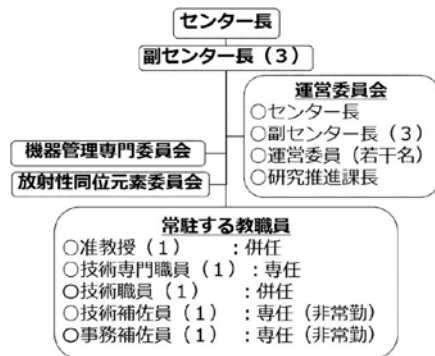 センター長
副センター長（3）
運営委員会
○センター長
○副センター長（3）
○運営委員（若干名）
○研究推進課長
機器管理専門委員会
放射性同位元素委員会
常駐する教職員
○准教授（1）　　：併任
○技術専門職員（1）：専任
○技術職員（1）　　：併任
○技術補佐員（1）　：専任（非常勤）
○事務補佐員（1）　：専任（非常勤）